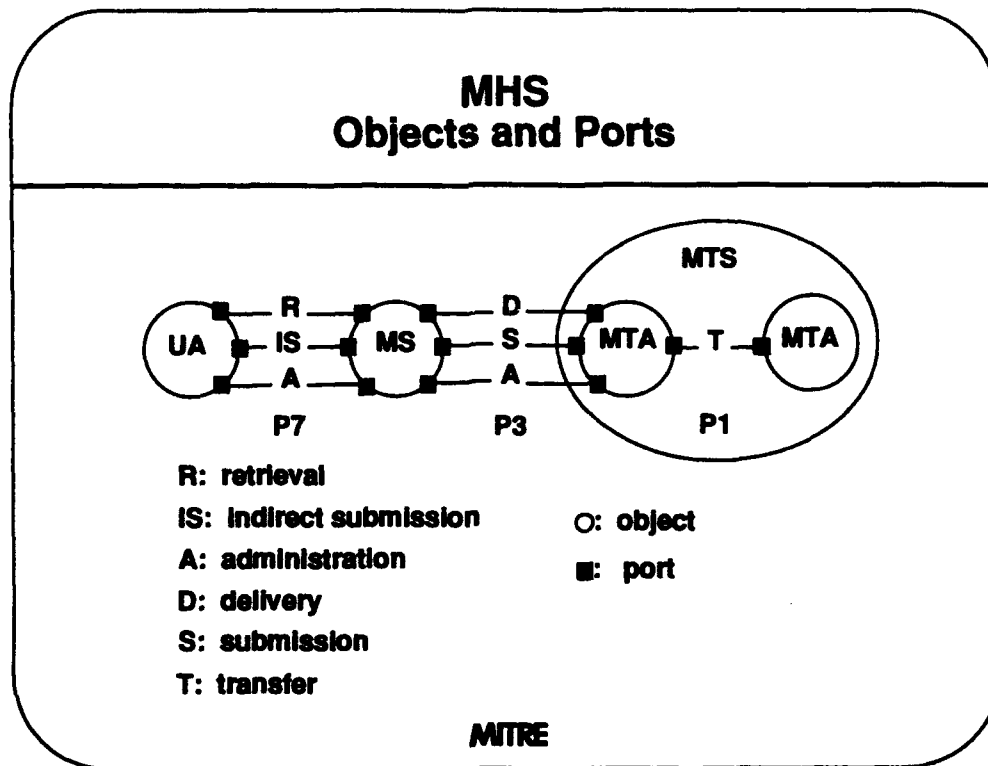 MHS
Objects and Ports
MTS
R D
UA IS MS S MTA T MTA
A A
P7 P3 P1
R: retrieval
IS: indirect submission
A: administration
D: delivery
S: submission
T: transfer
O: object
■: port
MITRE